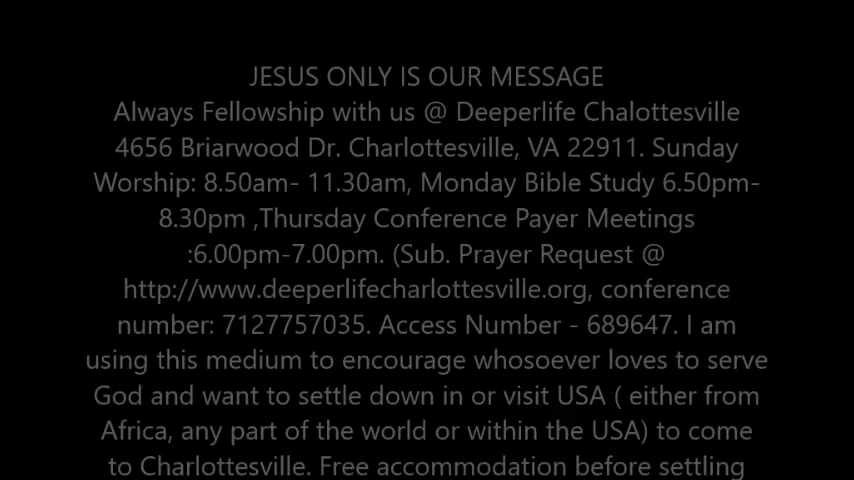 JESUS ONLY IS OUR MESSAGE
Always Fellowship with us @ Deeperlife Chalottesville
4656 Briarwood Dr. Charlottesville, VA 22911. Sunday
Worship: 8.50am- 11.30am, Monday Bible Study 6.50pm-
8.30pm ,Thursday Conference Payer Meetings
:6.00pm-7.00pm. (Sub. Prayer Request @
http://www.deeperlifecharlottesville.org, conference
number: 7127757035. Access Number - 689647. I am
using this medium to encourage whosoever loves to serve
God and want to settle down in or visit USA ( either from
Africa, any part of the world or within the USA) to come
to Charlottesville. Free accommodation before settling